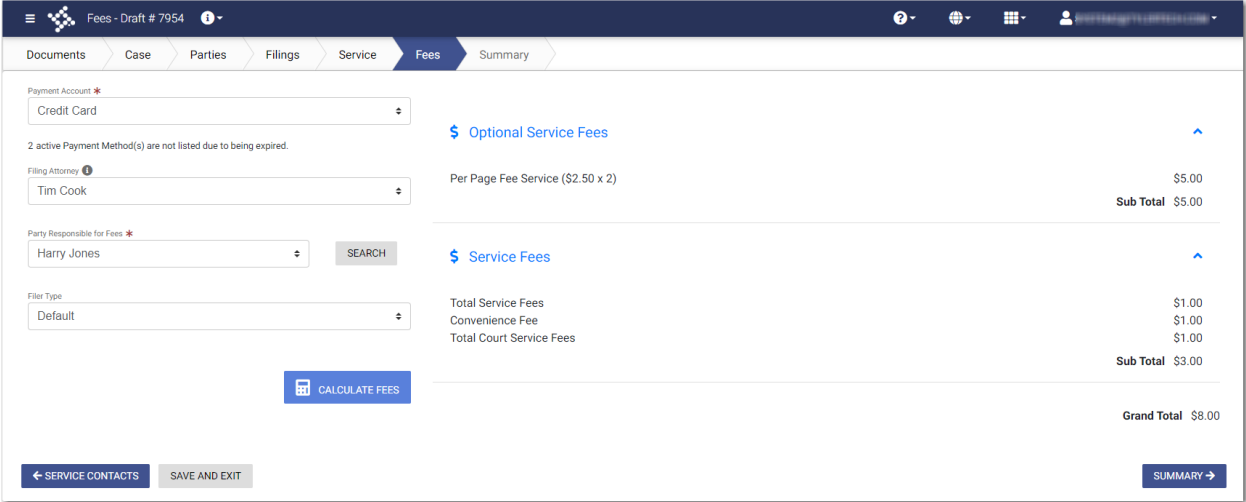 Fees - Draft # 7954
Documents Case Parties Filings Service Fees Summary
Payment Account *
Credit Card
2 active Payment Method(s) are not listed due to being expired.
Filing Attorney
Tim Cook
Party Responsible for Fees *
Harry Jones
SEARCH
Filer Type
Default
CALCULATE FEES
$ Optional Service Fees
Per Page Fee Service ($2.50 x 2) $5.00
Sub Total $5.00
$ Service Fees
Total Service Fees $1.00
Convenience Fee $1.00
Total Court Service Fees $1.00
Sub Total $3.00
Grand Total $8.00
← SERVICE CONTACTS
SAVE AND EXIT
SUMMARY →